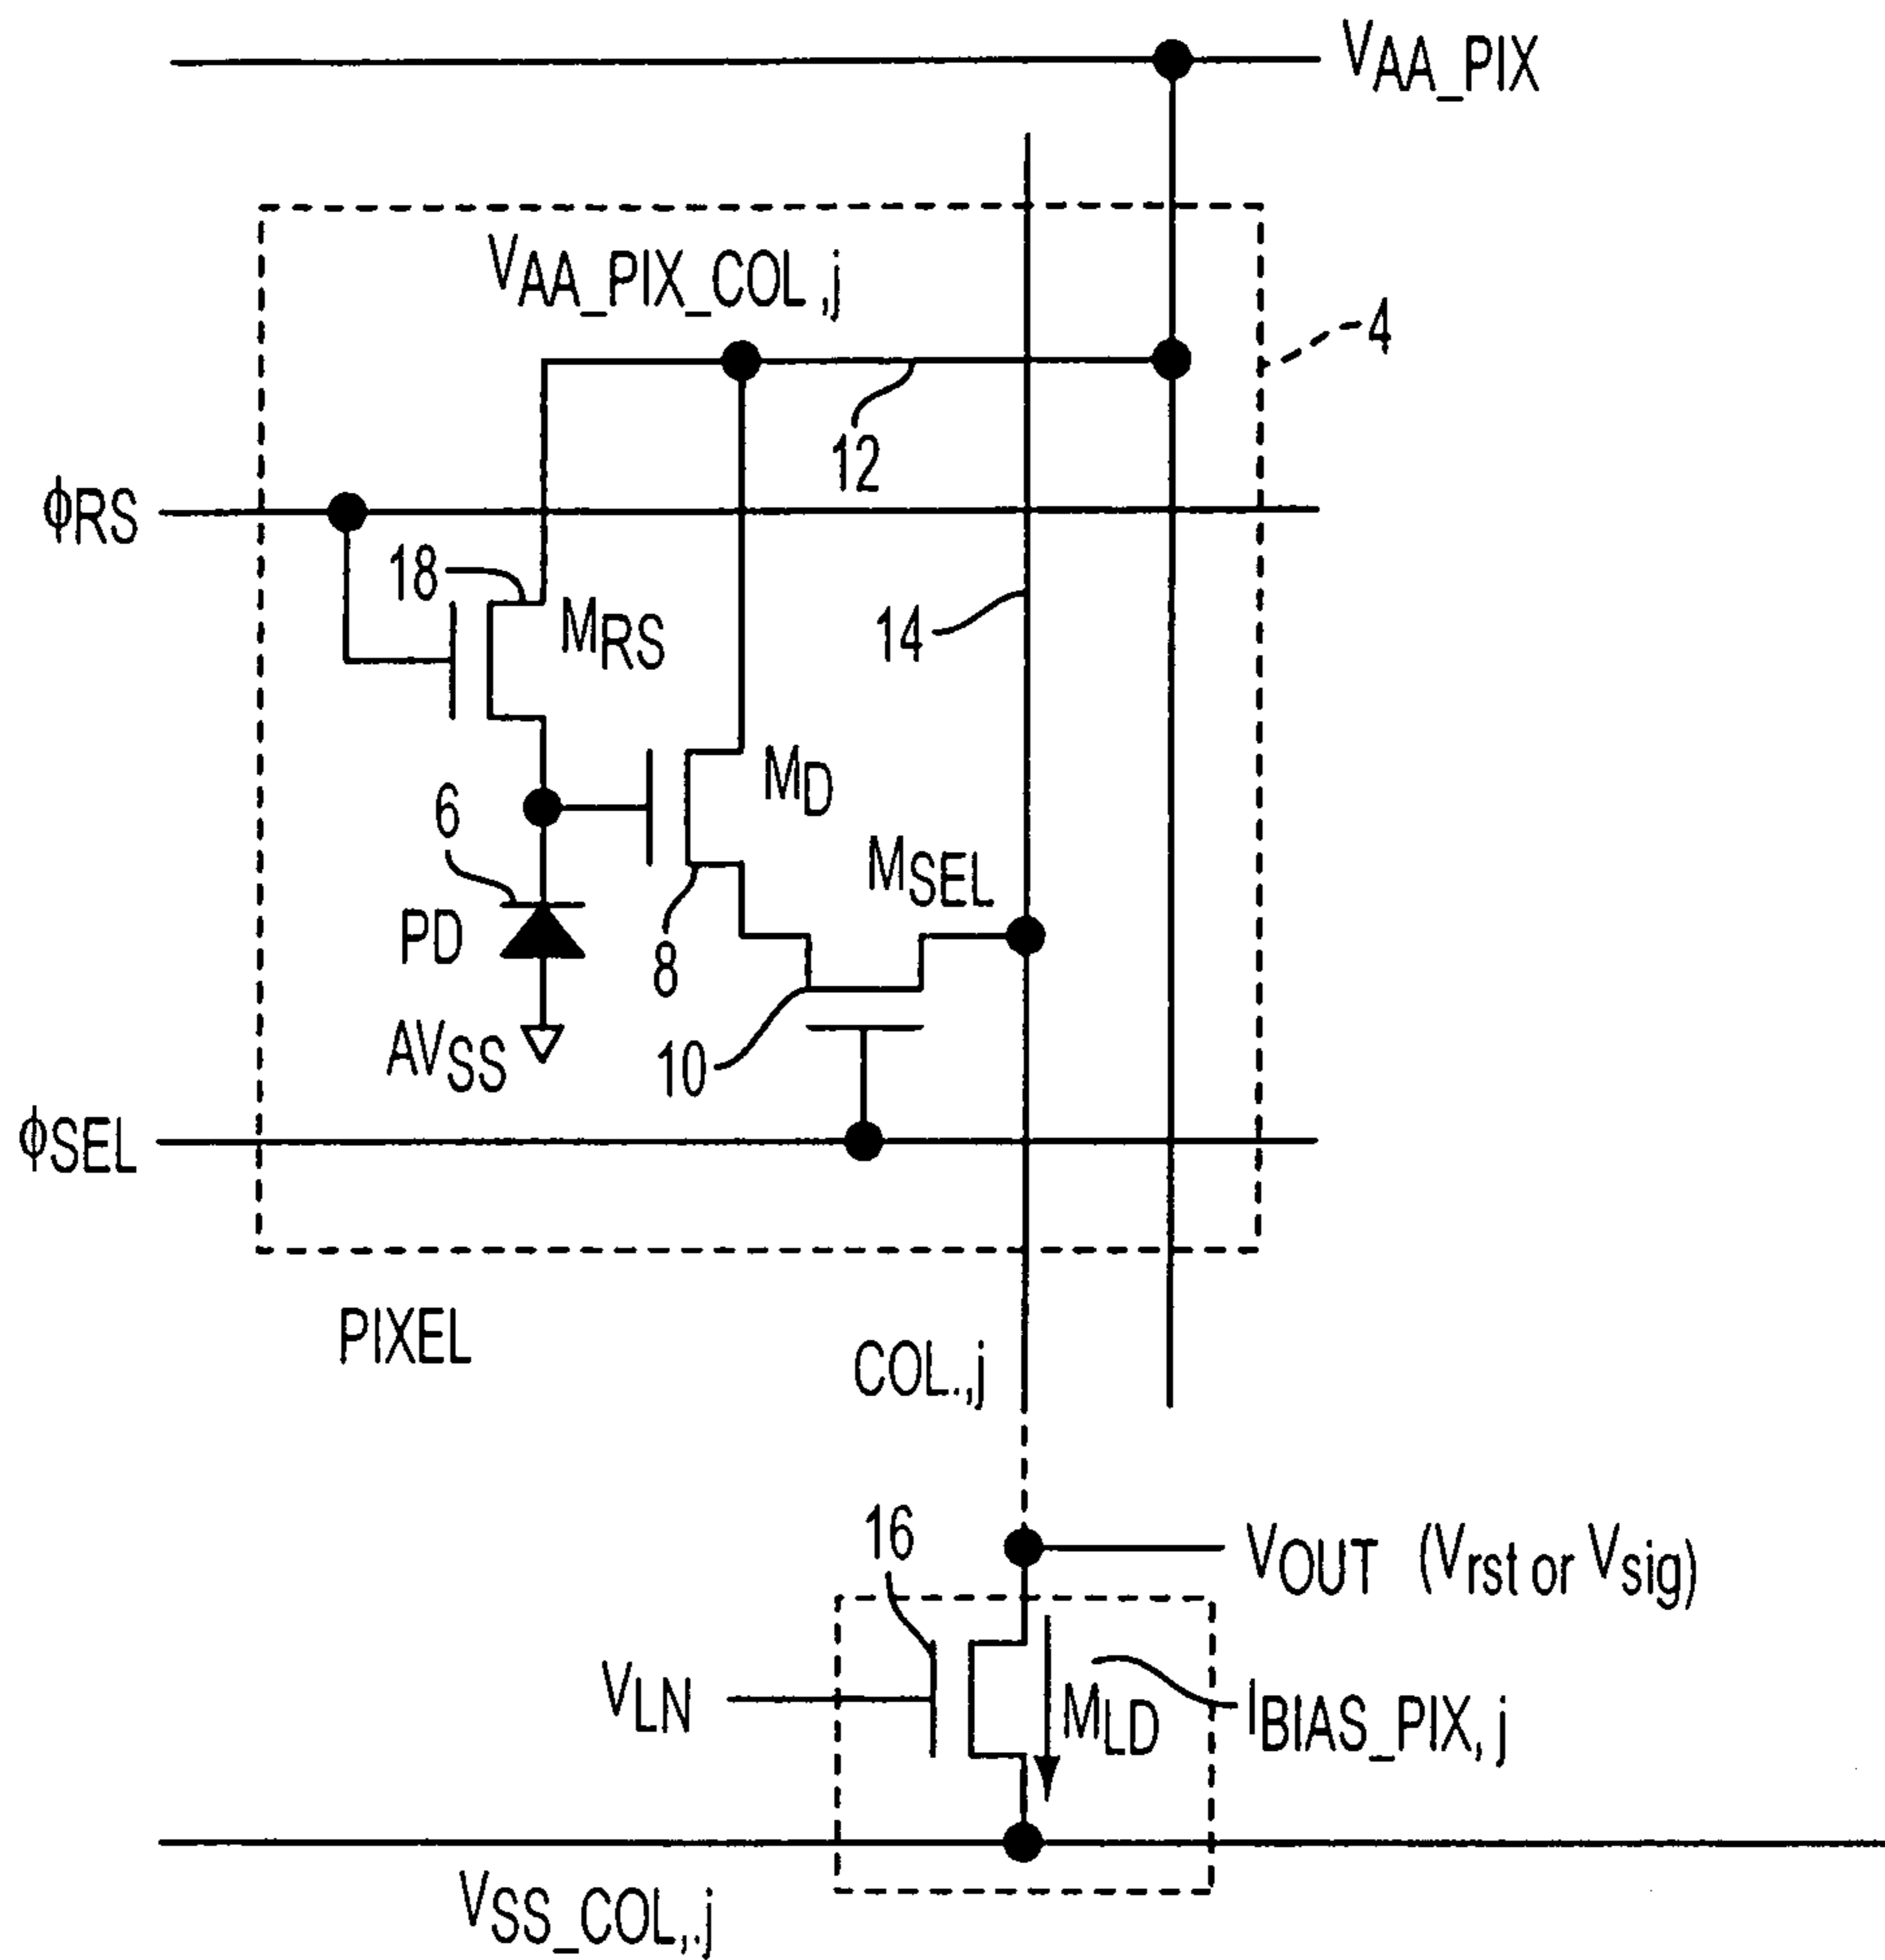 VAA_PIX
VAA_PIX_COL,j
4
12
ϕRS
18
MRS
14
6
MD
MSEL
PD
8
AVSS
10
ϕSEL
PIXEL
COL.,j
16
VOUT (Vrst or Vsig)
VLN
MLD
IBIAS_PIX, j
VSS_COL,.j